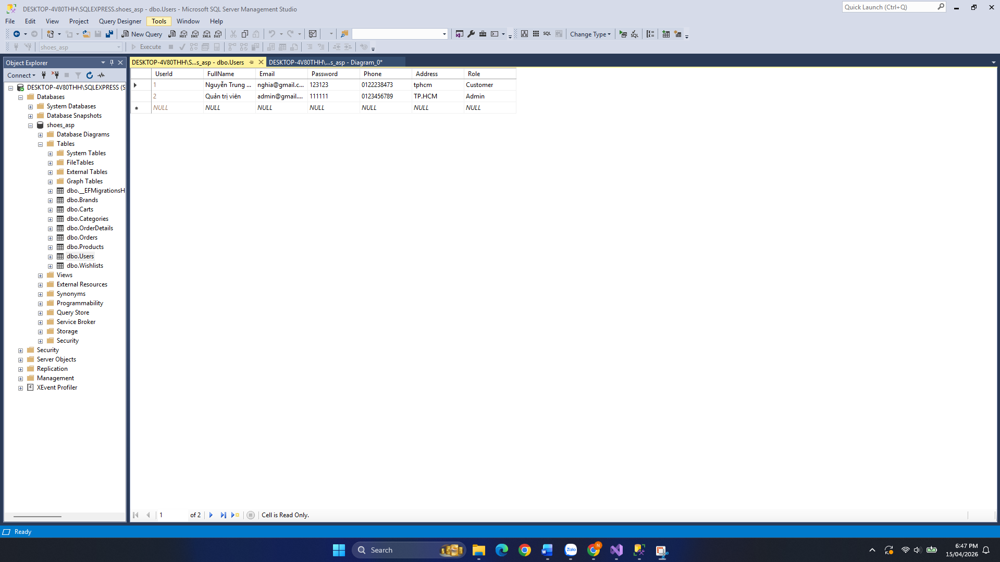 DESKTOP-4V80THH\SQLEXPRESS.shoes_asp - dbo.Users - Microsoft SQL Server Management Studio
Quick Launch (Ctrl+Q)
File Edit View Project Query Designer Tools Window Help
New Query MDX DMX XMLA DAX SQL Change Type
shoes_asp Execute
Object Explorer
DESKTOP-4V80THH\S...s_asp - dbo.Users
DESKTOP-4V80THH\...s_asp - Diagram_0*
Connect
DESKTOP-4V80THH\SQLEXPRESS (S
Databases
System Databases
Database Snapshots
shoes_asp
Database Diagrams
Tables
System Tables
FileTables
External Tables
Graph Tables
dbo.__EFMigrationsH
dbo.Brands
dbo.Carts
dbo.Categories
dbo.OrderDetails
dbo.Orders
dbo.Products
dbo.Users
dbo.Wishlists
Views
External Resources
Synonyms
Programmability
Query Store
Service Broker
Storage
Security
Security
Server Objects
Replication
Management
XEvent Profiler
UserId FullName Email Password Phone Address Role
1 Nguyễn Trung ... nghia@gmail.c... 123123 0122238473 tphcm Customer
2 Quản trị viên admin@gmail.... 111111 0123456789 TP.HCM Admin
NULL NULL NULL NULL NULL NULL NULL
1 of 2 Cell is Read Only.
Ready
Search
Zalo
N
6:47 PM
15/04/2026